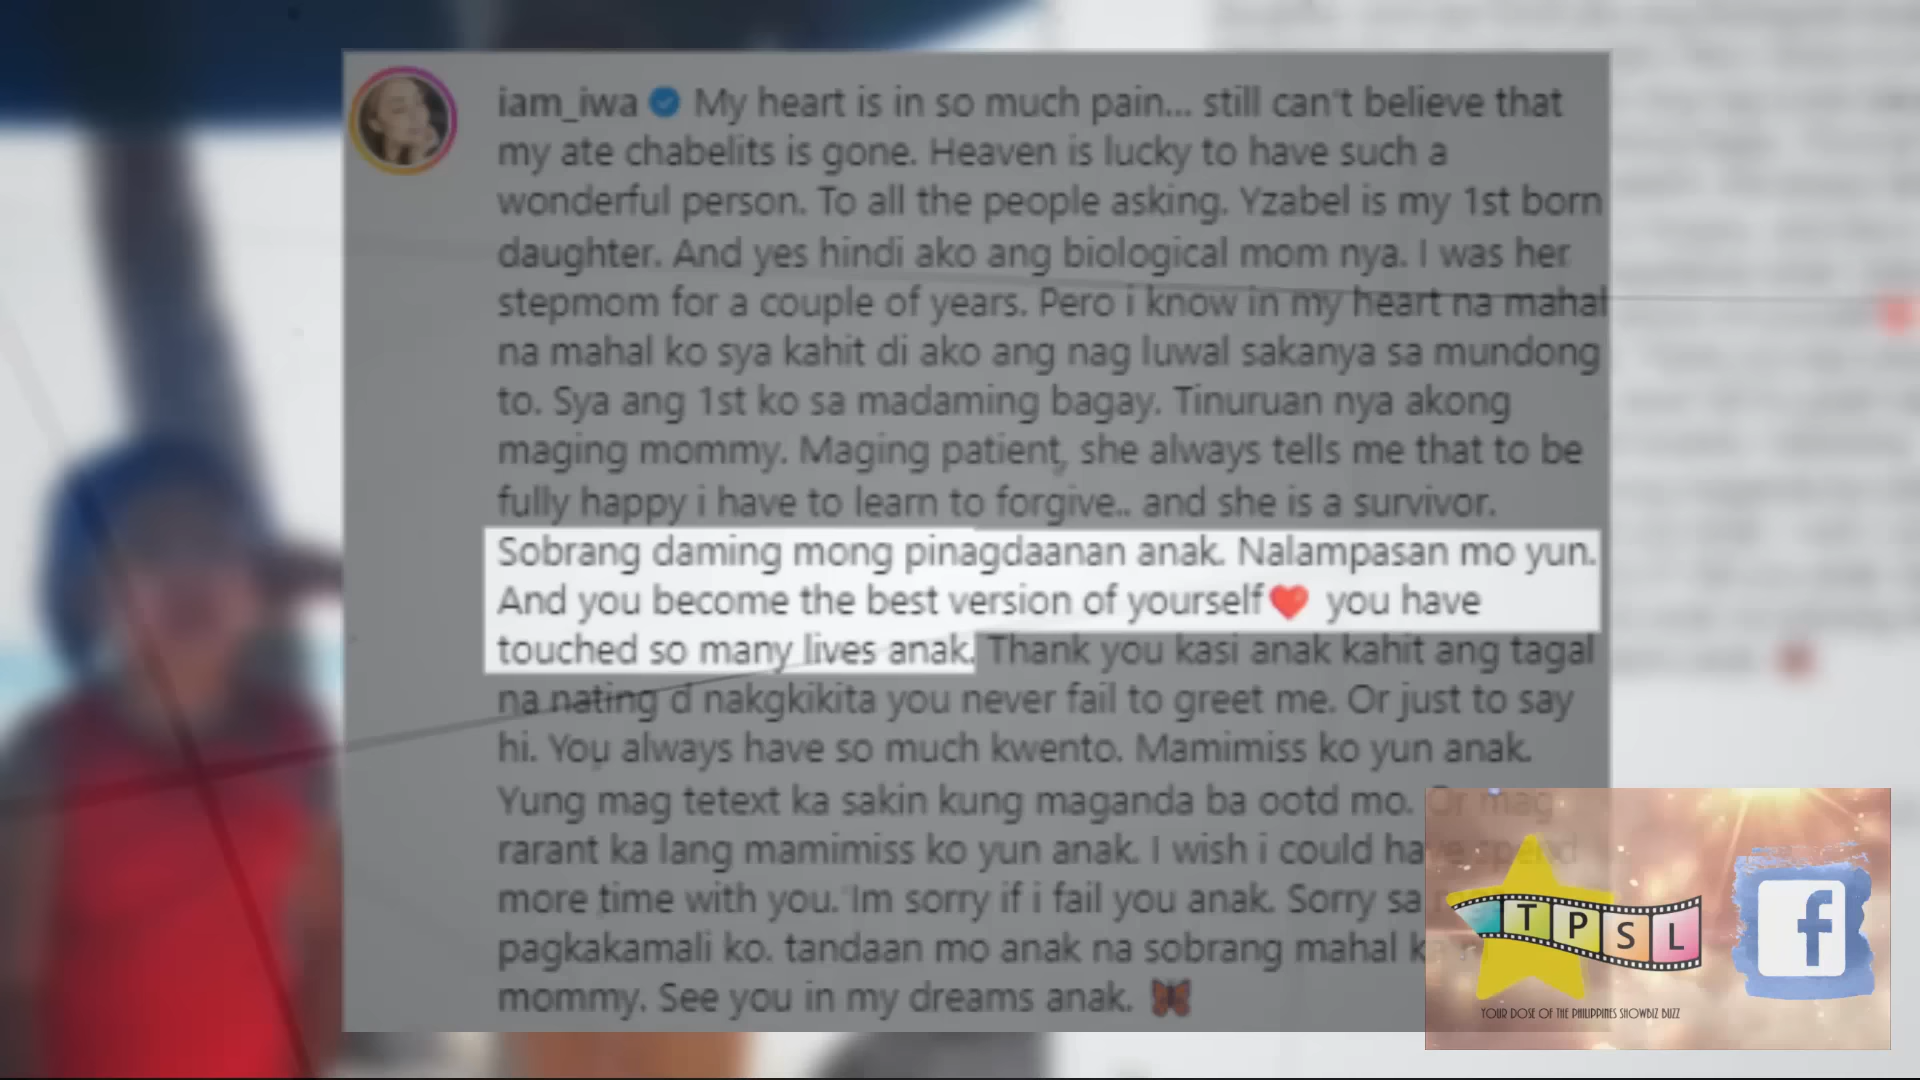 iam_iwa My heart is in so much pain... still can't believe that
my ate chabelits is gone. Heaven is lucky to have such a
wonderful person. To all the people asking. Yzabel is my 1st born
daughter. And yes hindi ako ang biological mom nya. I was her
stepmom for a couple of years. Pero i know in my heart na mahal
na mahal ko sya kahit di ako ang nag luwal sakanya sa mundong
to. Sya ang 1st ko sa madaming bagay. Tinuruan nya akong
maging mommy. Maging patient, she always tells me that to be
fully happy i have to learn to forgive.. and she is a survivor.
Sobrang daming mong pinagdaanan anak. Nalampasan mo yun.
And you become the best version of yourself❤️ you have
touched so many lives anak. Thank you kasi anak kahit ang tagal
na nating d nakgkikita you never fail to greet me. Or just to say
hi. You always have so much kwento. Mamimiss ko yun anak.
Yung mag tetext ka sakin kung maganda ba ootd mo. Or mag
rarant ka lang mamimiss ko yun anak. I wish i could have spend
more time with you. Im sorry if i fail you anak. Sorry sa
pagkakamali ko. tandaan mo anak na sobrang mahal
mommy. See you in my dreams anak. 🦋
TPSL
YOUR DOSE OF THE PHILIPPINES SHOWBIZ BUZZ